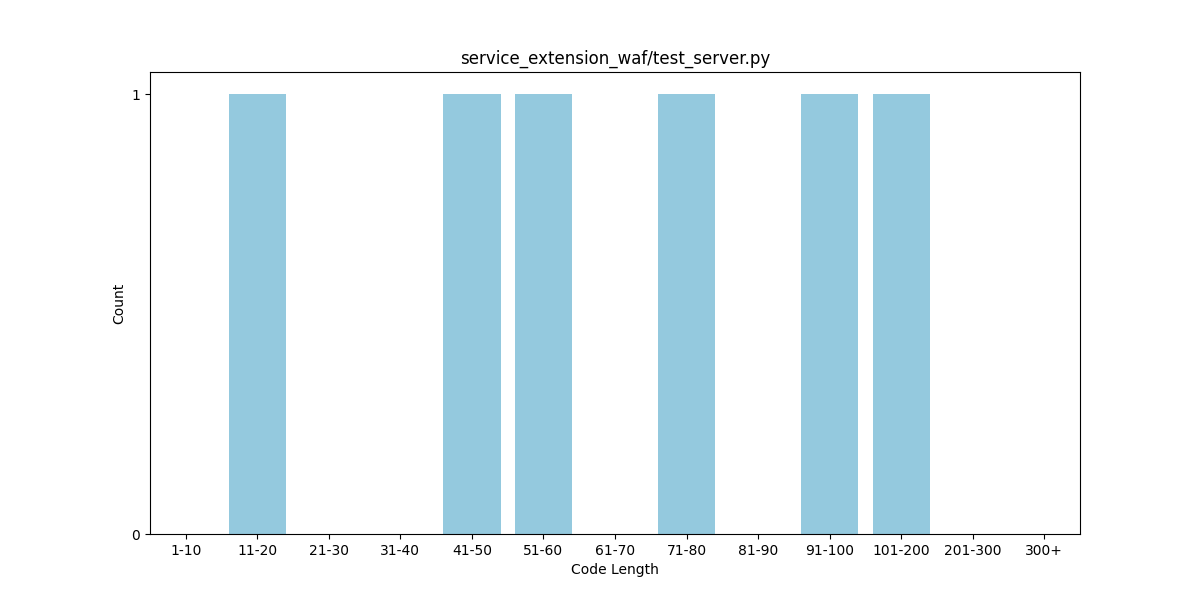 service_extension_waf/test_server.py
1
0
Count
1-10 11-20 21-30 31-40 41-50 51-60 61-70 71-80 81-90 91-100 101-200 201-300 300+
Code Length